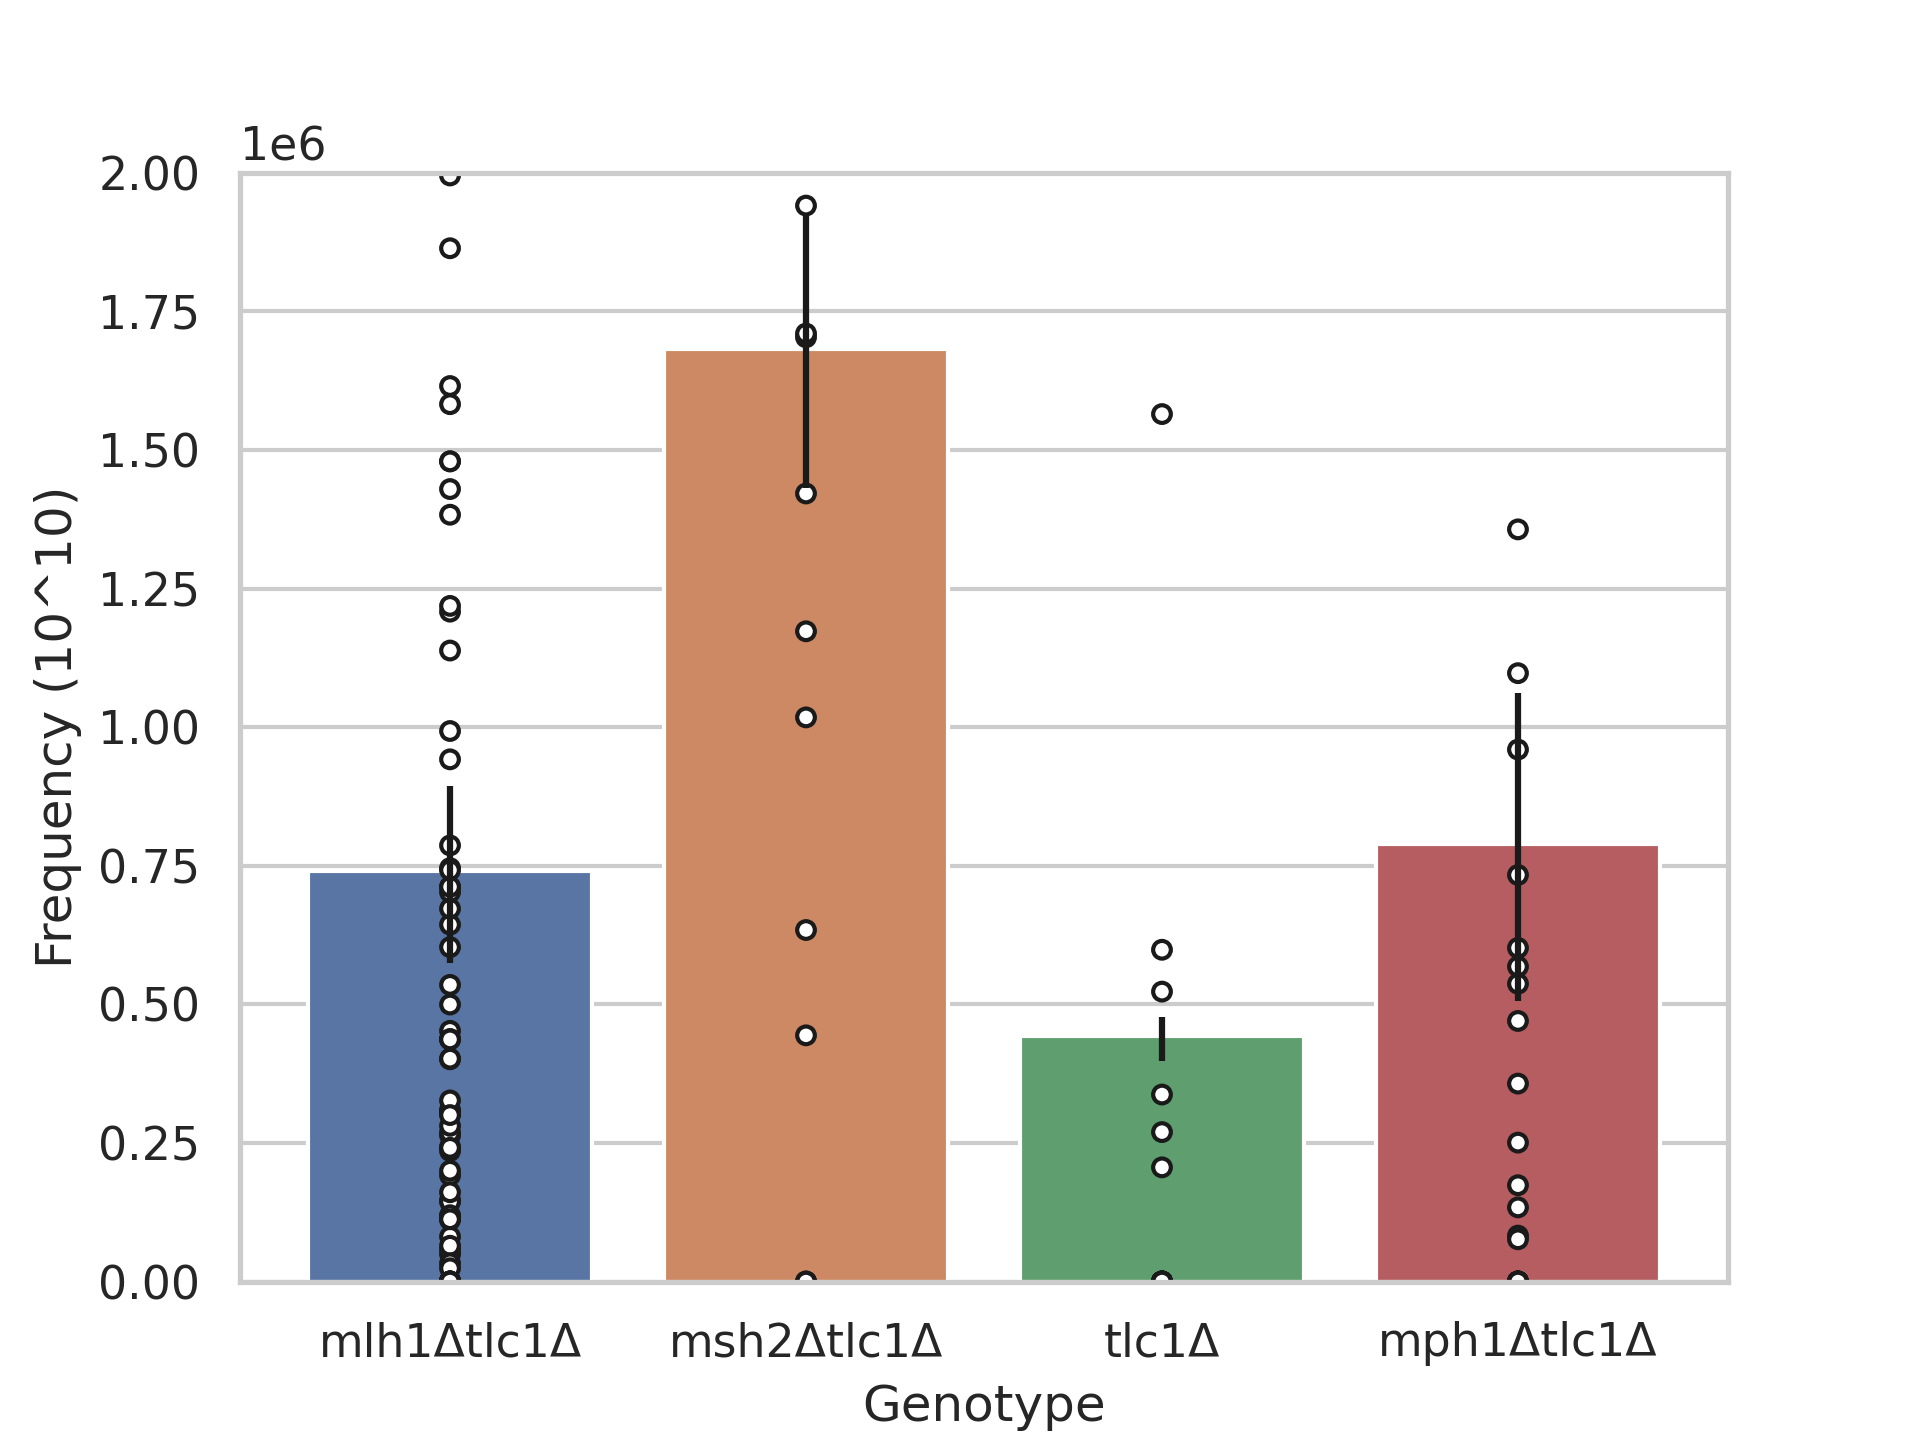 1e6
2.00
1.75
1.50
1.25
1.00
0.75
0.50
0.25
0.00
Frequency (10^10)
mlh1Δtlc1Δ msh2Δtlc1Δ tlc1Δ mph1Δtlc1Δ
Genotype